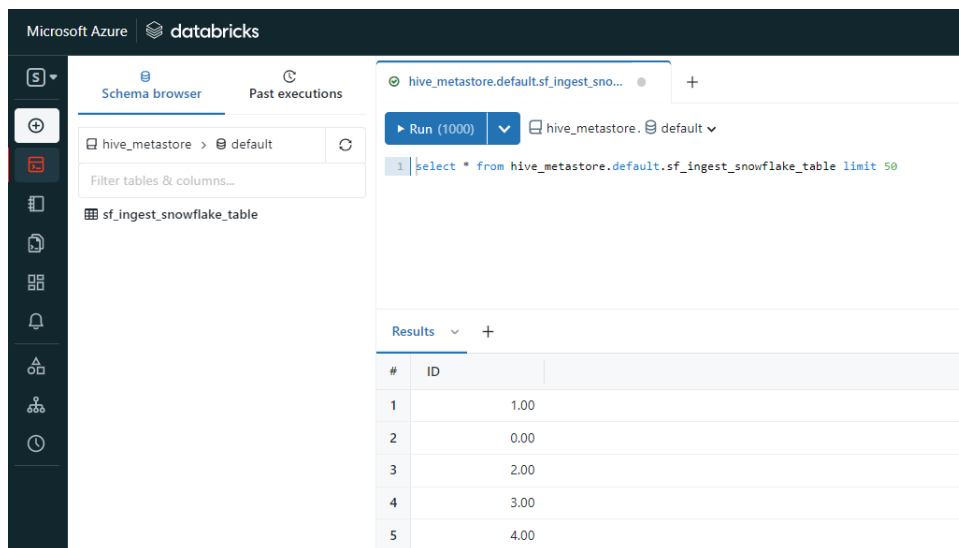 Microsoft Azure databricks
S
Schema browser
Past executions
hive_metastore > default
Filter tables & columns...
sf_ingest_snowflake_table
hive_metastore.default.sf_ingest_sno...
+
Run (1000)
hive_metastore. default
1 select * from hive_metastore.default.sf_ingest_snowflake_table limit 50
Results +
# ID
1 1.00
2 0.00
3 2.00
4 3.00
5 4.00